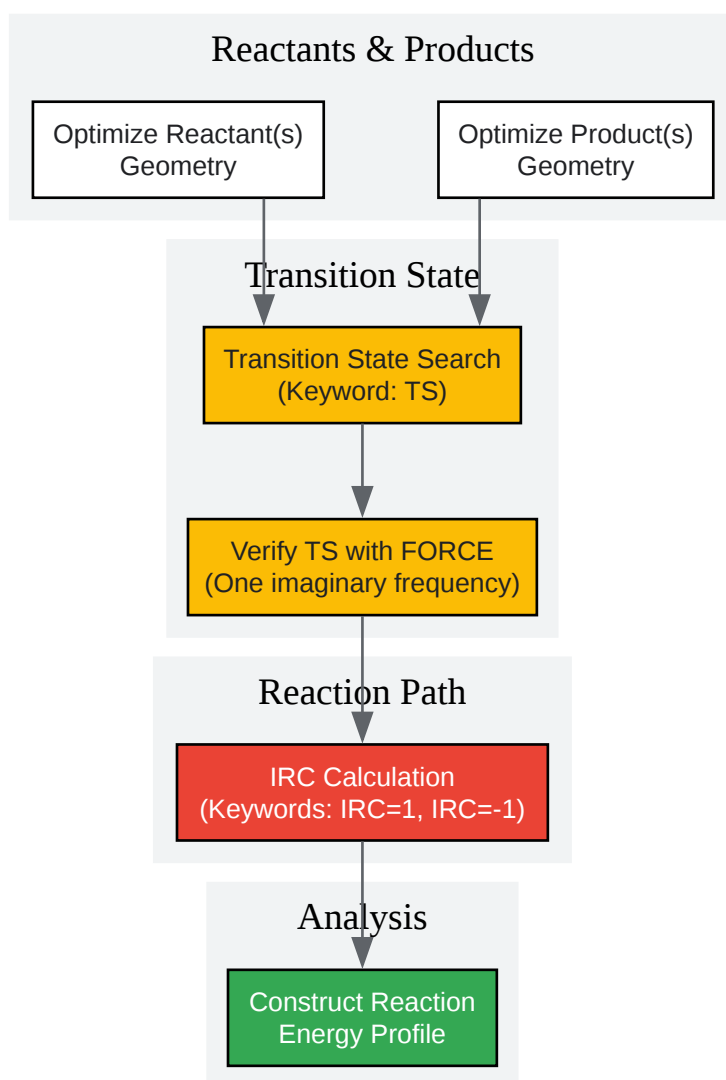 Reactants & Products
Optimize Reactant(s)
Geometry
Optimize Product(s)
Geometry
Transition State
Transition State Search
(Keyword: TS)
Verify TS with FORCE
(One imaginary frequency)
Reaction Path
IRC Calculation
(Keywords: IRC=1, IRC=-1)
Analysis
Construct Reaction
Energy Profile